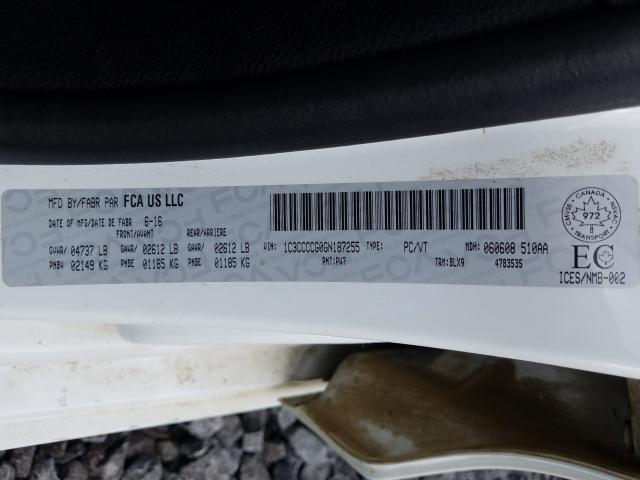 MFD BY/FABR PAR FCA US LLC
DATE OF MFG/DATE DE FABR 6-16
FRONT/AVANT REAR/ARRIERE
GVWR/ 04737 LB GAWR/ 02612 LB GAWR/ 02612 LB
PNBV 02149 KG PNBE 01185 KG PNBE 01185 KG
VIN: 1C3CCCCG0GN187255 TYPE: PC/VT MDH: 060608 510AA
PNT:PW7 TRM:BLX9 4783535
CANADA
972
TRANSPORT
EC
ICES/NMB-002